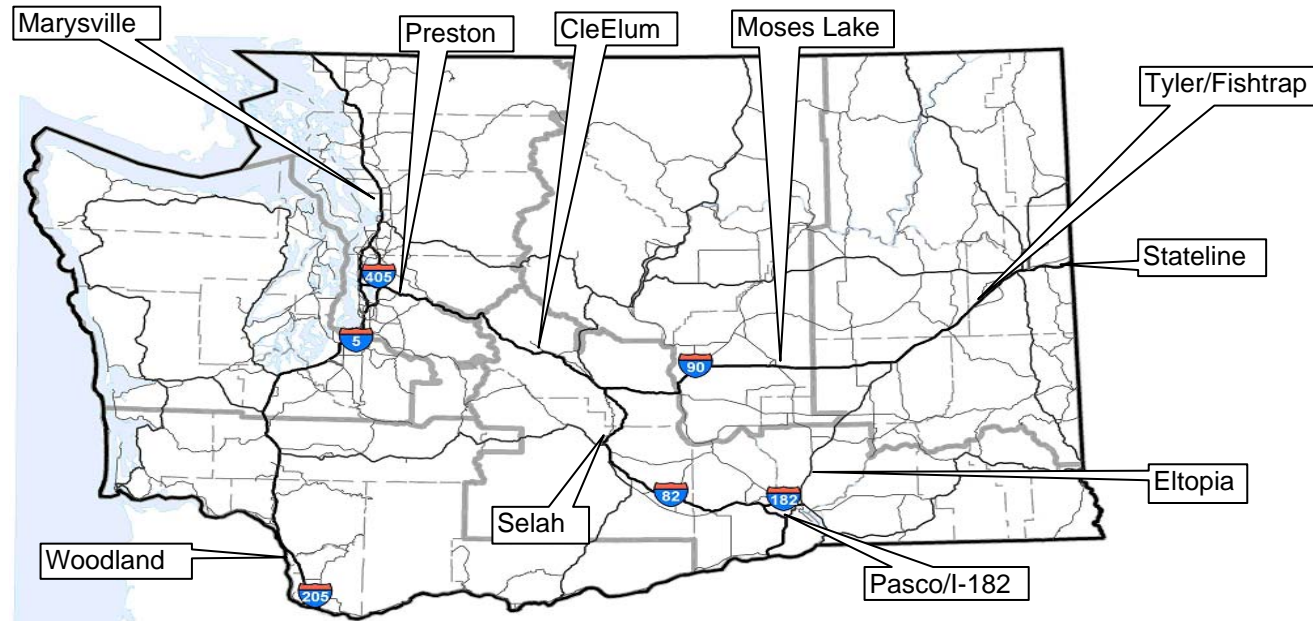 Marysville
Preston
CleElum
Moses Lake
Tyler/Fishtrap
Stateline
405
5
90
Eltopia
82
182
Selah
Woodland
Pasco/I-182
205